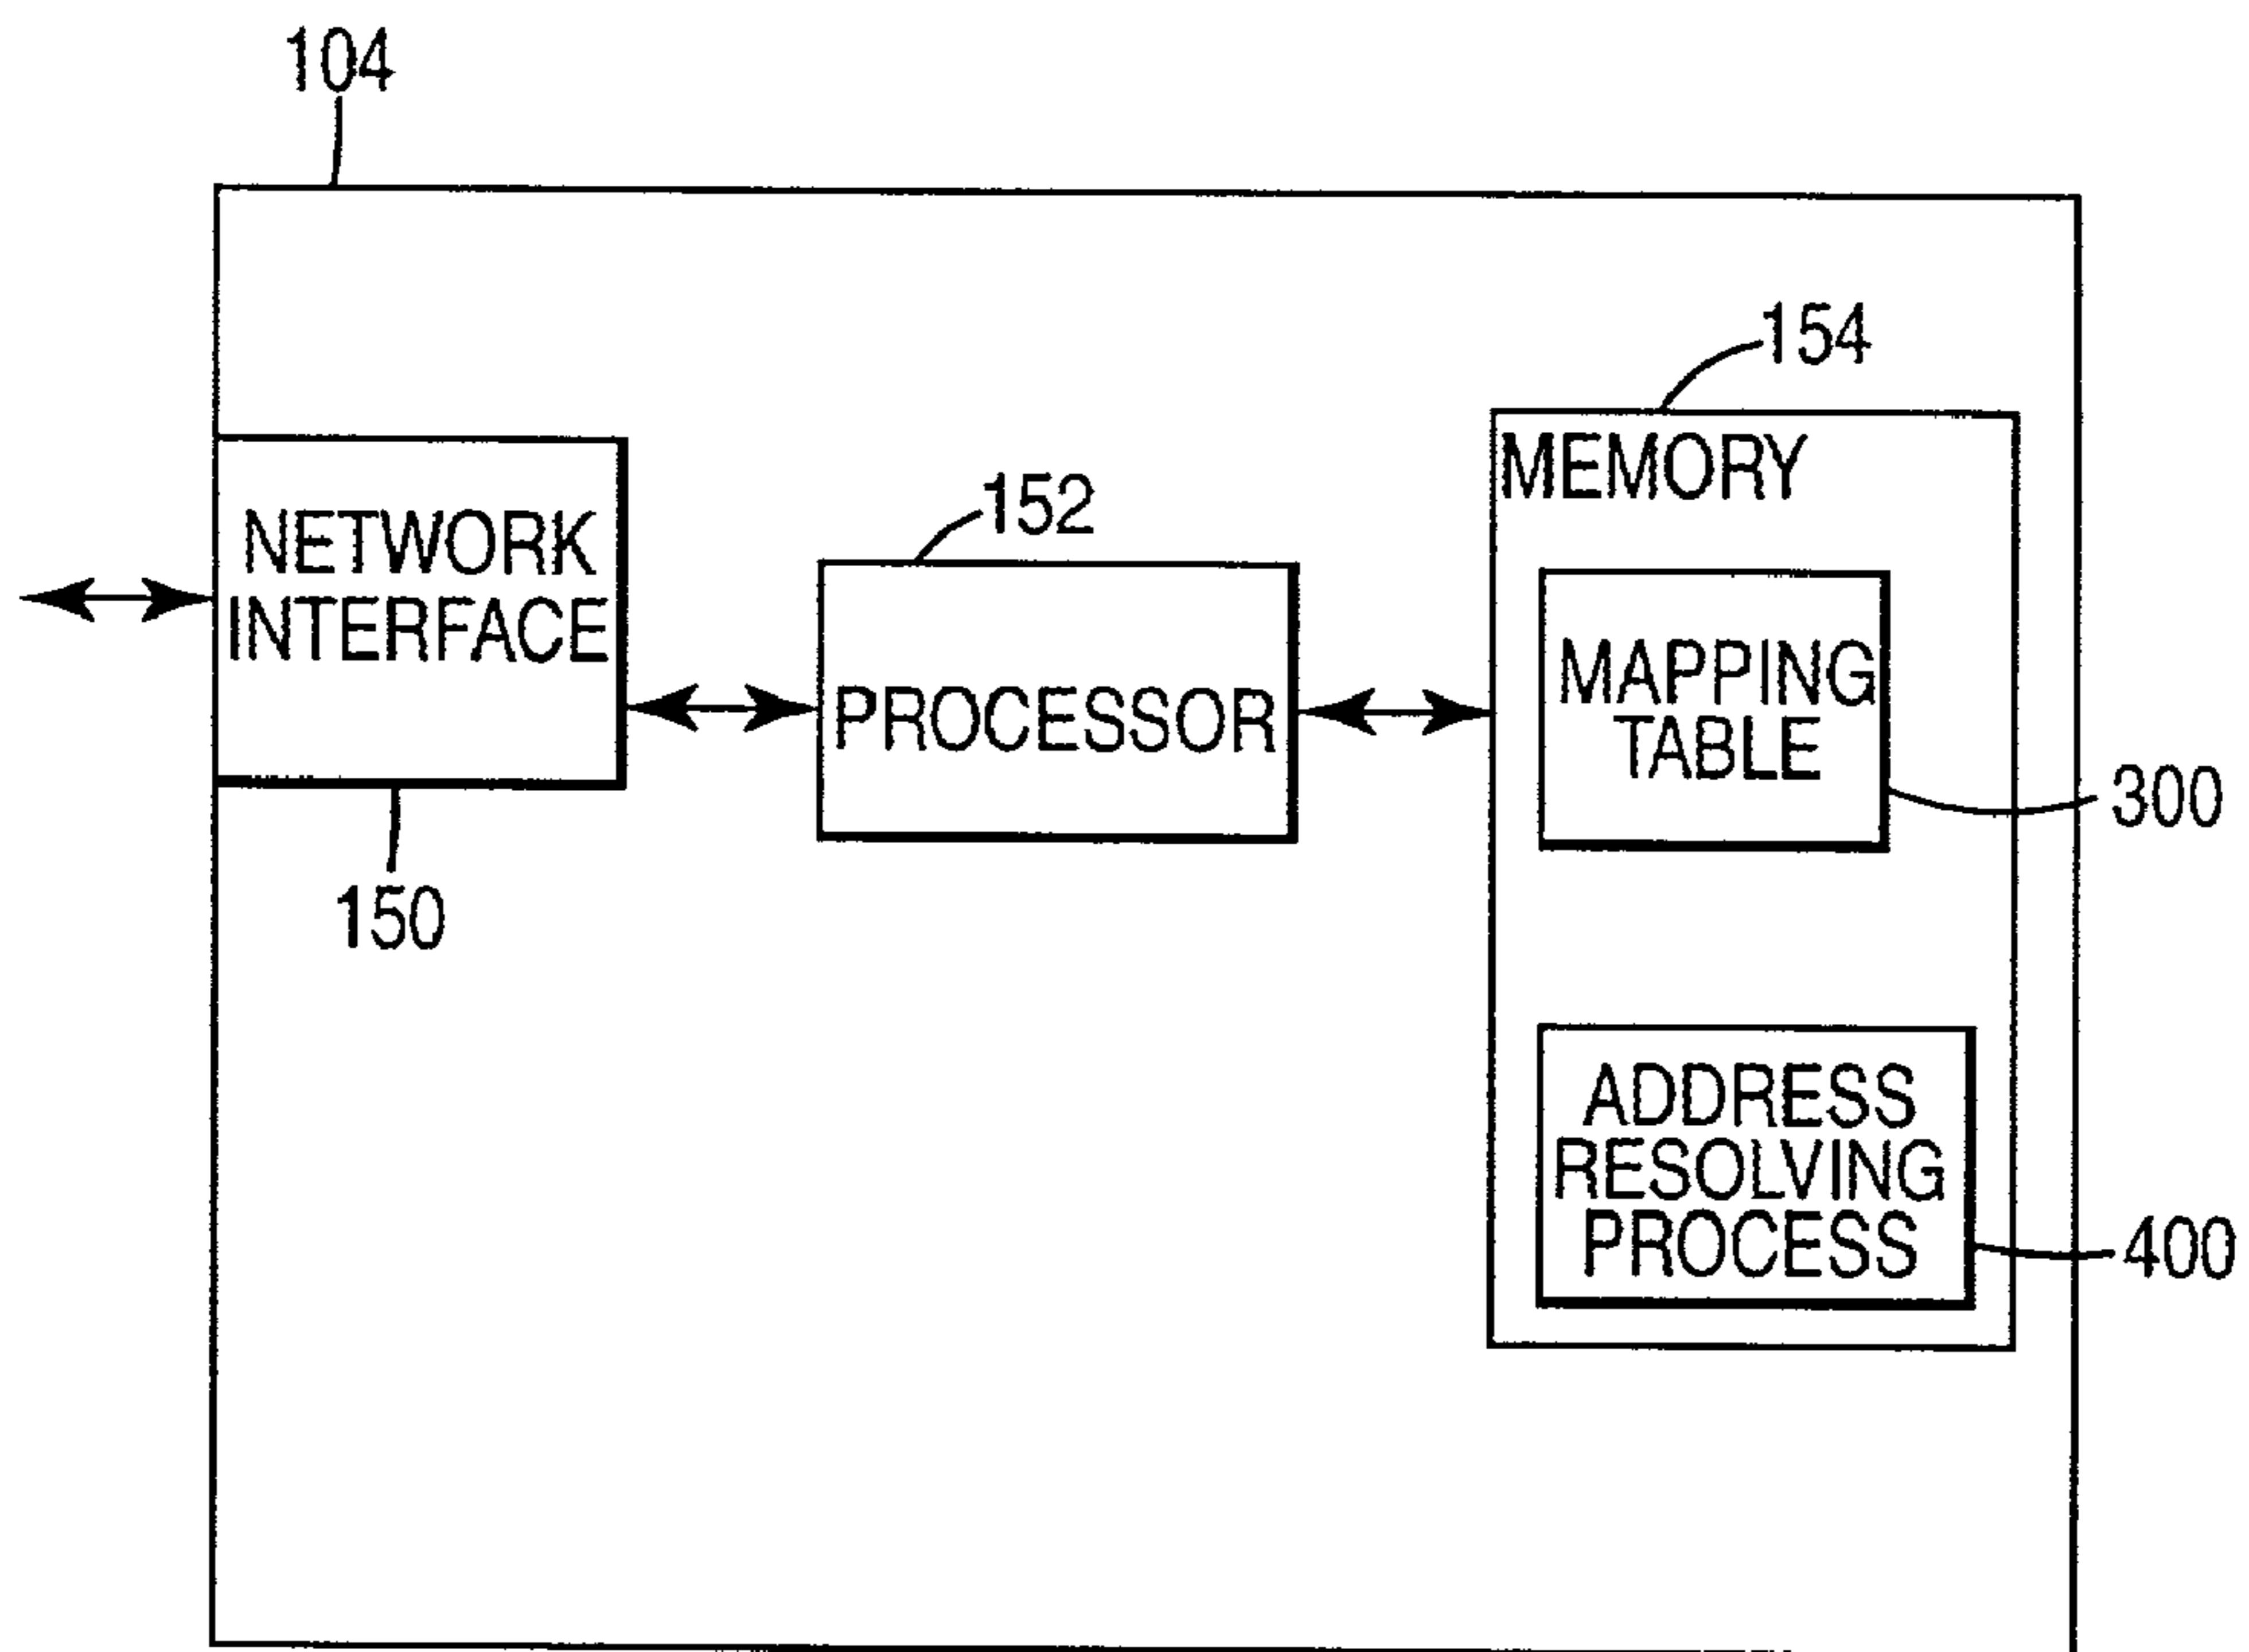 104
154
MEMORY
152
NETWORK
INTERFACE
MAPPING
TABLE
PROCESSOR
300
150
ADDRESS
RESOLVING
PROCESS
400